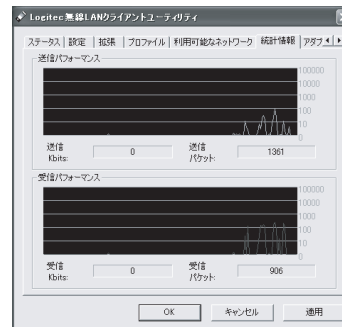 Logitec 無線LANクライアントユーティリティ
ステータス 設定 拡張 プロファイル 利用可能なネットワーク 統計情報 アダプ
送信パフォーマンス
100000
10000
1000
100
10
0
送信 Kbits: 0 送信 パケット: 1361
受信パフォーマンス
100000
10000
1000
100
10
0
受信 Kbits: 0 受信 パケット: 906
OK キャンセル 適用